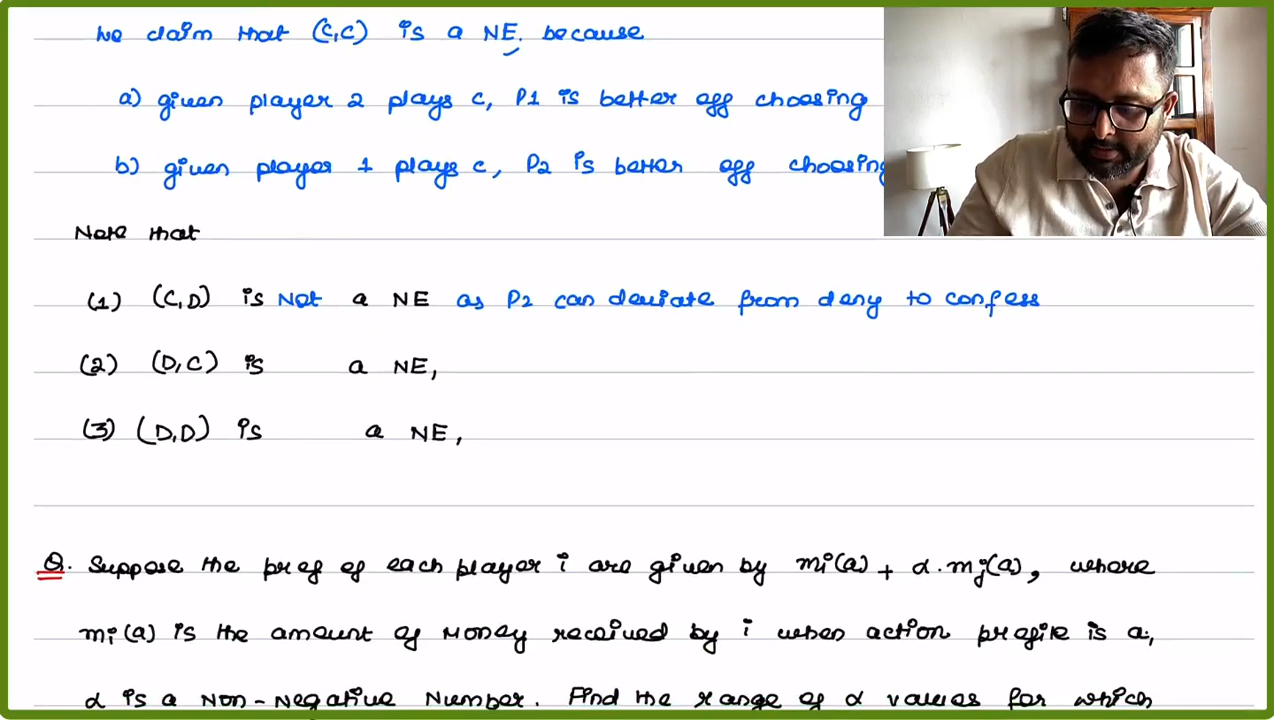 We claim that (C,C) is a NE. because
a) given player 2 plays C, P1 is better off choosing
b) given player 1 plays C, P2 is better off choosing
Note that
(1) (C,D) is Not a NE as P2 can deviate from deny to confess
(2) (D,C) is a NE,
(3) (D,D) is a NE,
Q. Suppose the pref of each player i are given by mi(a) + α.mj(a), where
mi(a) is the amount of Money received by i when action profile is a,
α is a Non-Negative Number. Find the range of α values for which